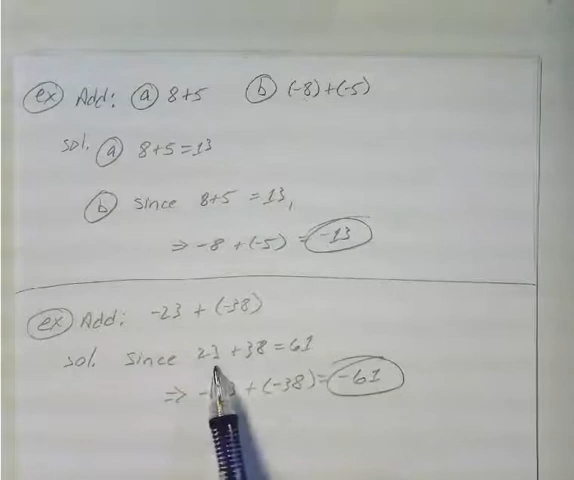 ex Add: a 8+5 b (-8)+(-5)
sol. a 8+5=13
b since 8+5 =13,
⇒ -8 +(-5) = -13
ex Add: -23 + (-38)
sol. since 23 +38 =61
⇒ + (-38)= -61